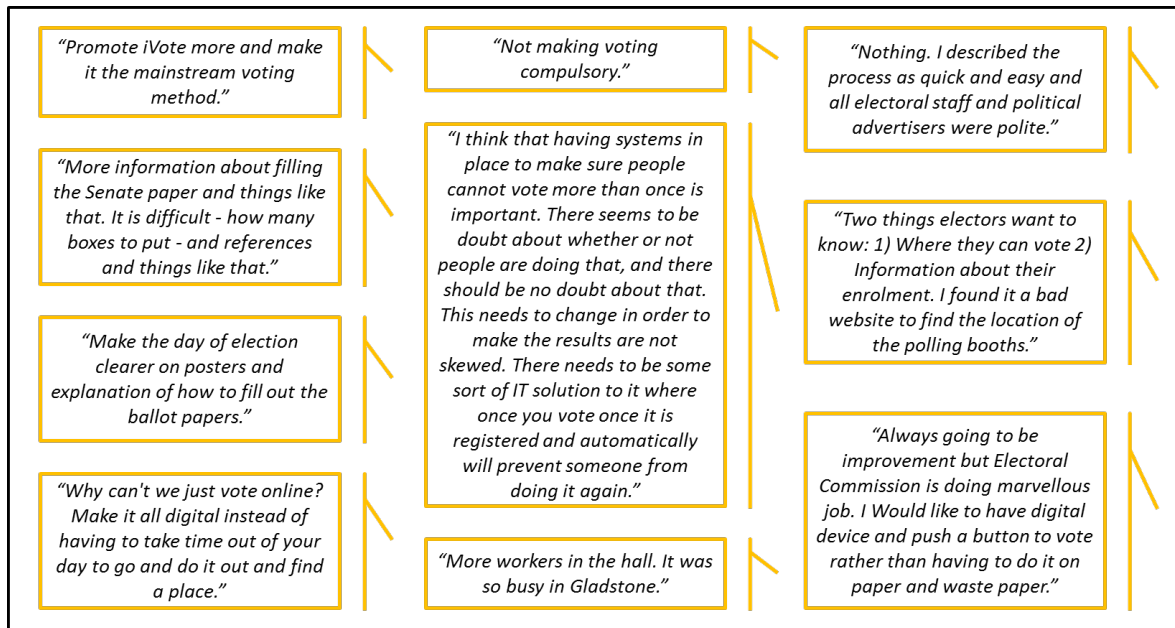 “Promote iVote more and make
it the mainstream voting
method.”
“More information about filling
the Senate paper and things like
that. It is difficult - how many
boxes to put - and references
and things like that.”
“Make the day of election
clearer on posters and
explanation of how to fill out the
ballot papers.”
“Why can't we just vote online?
Make it all digital instead of
having to take time out of your
day to go and do it out and find
a place.”
“Not making voting
compulsory.”
“I think that having systems in
place to make sure people
cannot vote more than once is
important. There seems to be
doubt about whether or not
people are doing that, and there
should be no doubt about that.
This needs to change in order to
make the results are not
skewed. There needs to be some
sort of IT solution to it where
once you vote once it is
registered and automatically
will prevent someone from
doing it again.”
“More workers in the hall. It was
so busy in Gladstone.”
“Nothing. I described the
process as quick and easy and
all electoral staff and political
advertisers were polite.”
“Two things electors want to
know: 1) Where they can vote 2)
Information about their
enrolment. I found it a bad
website to find the location of
the polling booths.”
“Always going to be
improvement but Electoral
Commission is doing marvellous
job. I Would like to have digital
device and push a button to vote
rather than having to do it on
paper and waste paper.”